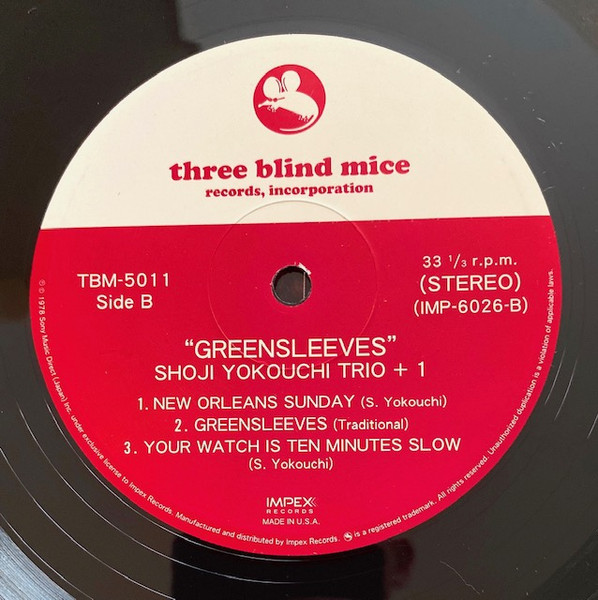 three blind mice
records, incorporation
TBM-5011
Side B
33 1/3 r.p.m.
(STEREO)
(IMP-6026-B)
"GREENSLEEVES"
SHOJI YOKOUCHI TRIO + 1
1. NEW ORLEANS SUNDAY (S. Yokouchi)
2. GREENSLEEVES (Traditional)
3. YOUR WATCH IS TEN MINUTES SLOW
(S. Yokouchi)
IMPEX
RECORDS
MADE IN U.S.A.
℗ © 1978 Sony Music Direct (Japan) Inc. under exclusive license to Impex Records. Manufactured and distributed by Impex Records. is a registered trademark. All rights reserved. Unauthorized duplication is a violation of applicable laws.